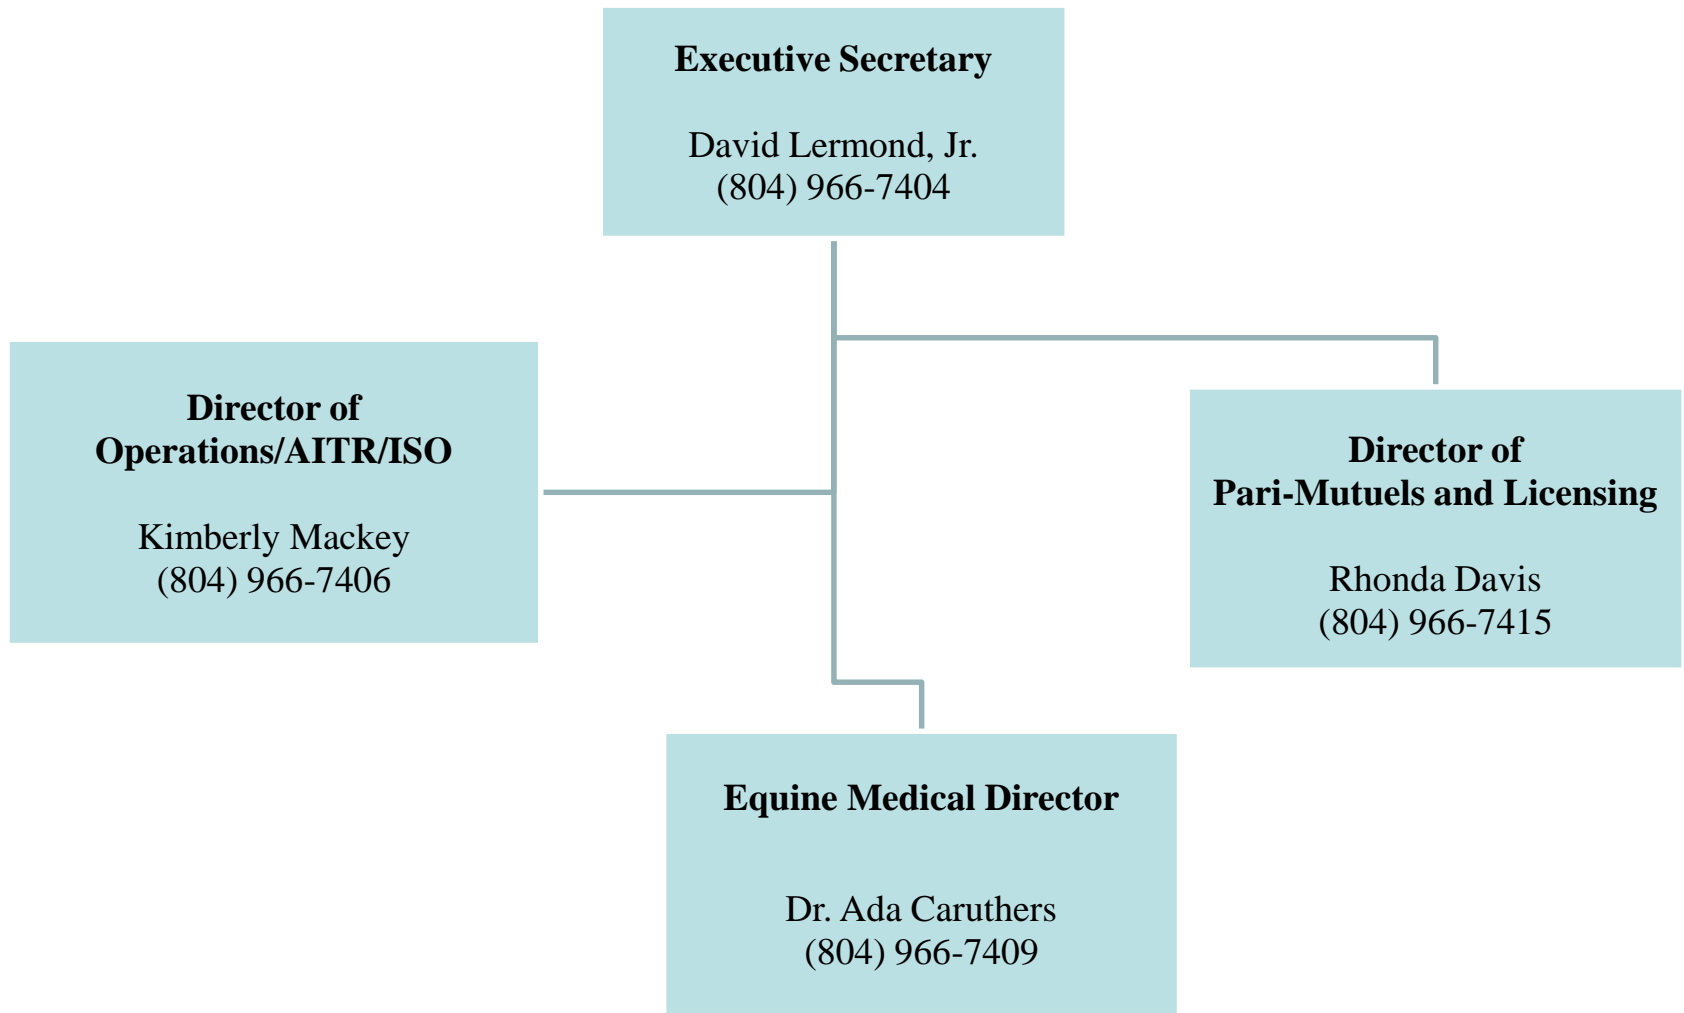 Executive Secretary
David Lermond, Jr.
(804) 966-7404
Director of
Operations/AITR/ISO
Kimberly Mackey
(804) 966-7406
Director of
Pari-Mutuels and Licensing
Rhonda Davis
(804) 966-7415
Equine Medical Director
Dr. Ada Caruthers
(804) 966-7409